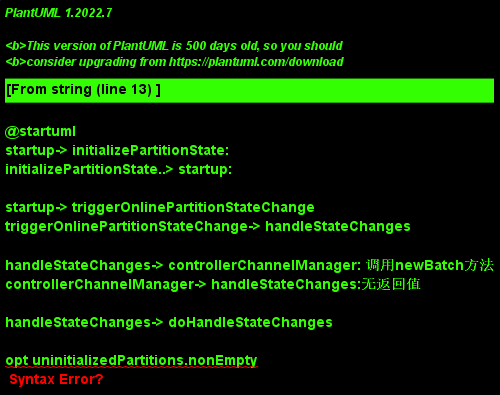 PlantUML 1.2022.7
<b>This version of PlantUML is 500 days old, so you should
<b>consider upgrading from https://plantuml.com/download
[From string (line 13) ]
@startuml
startup-> initializePartitionState:
initializePartitionState..> startup:
startup-> triggerOnlinePartitionStateChange
triggerOnlinePartitionStateChange-> handleStateChanges
handleStateChanges-> controllerChannelManager: 调用newBatch方法
controllerChannelManager-> handleStateChanges:无返回值
handleStateChanges-> doHandleStateChanges
opt uninitializedPartitions.nonEmpty
Syntax Error?